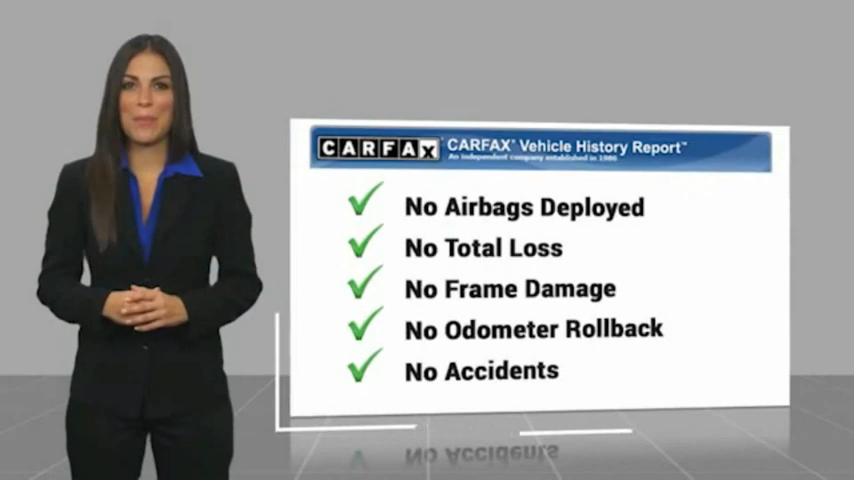 CARFAX CARFAX® Vehicle History Report™
An independent company established in 1986
No Airbags Deployed
No Total Loss
No Frame Damage
No Odometer Rollback
No Accidents
No Accidents